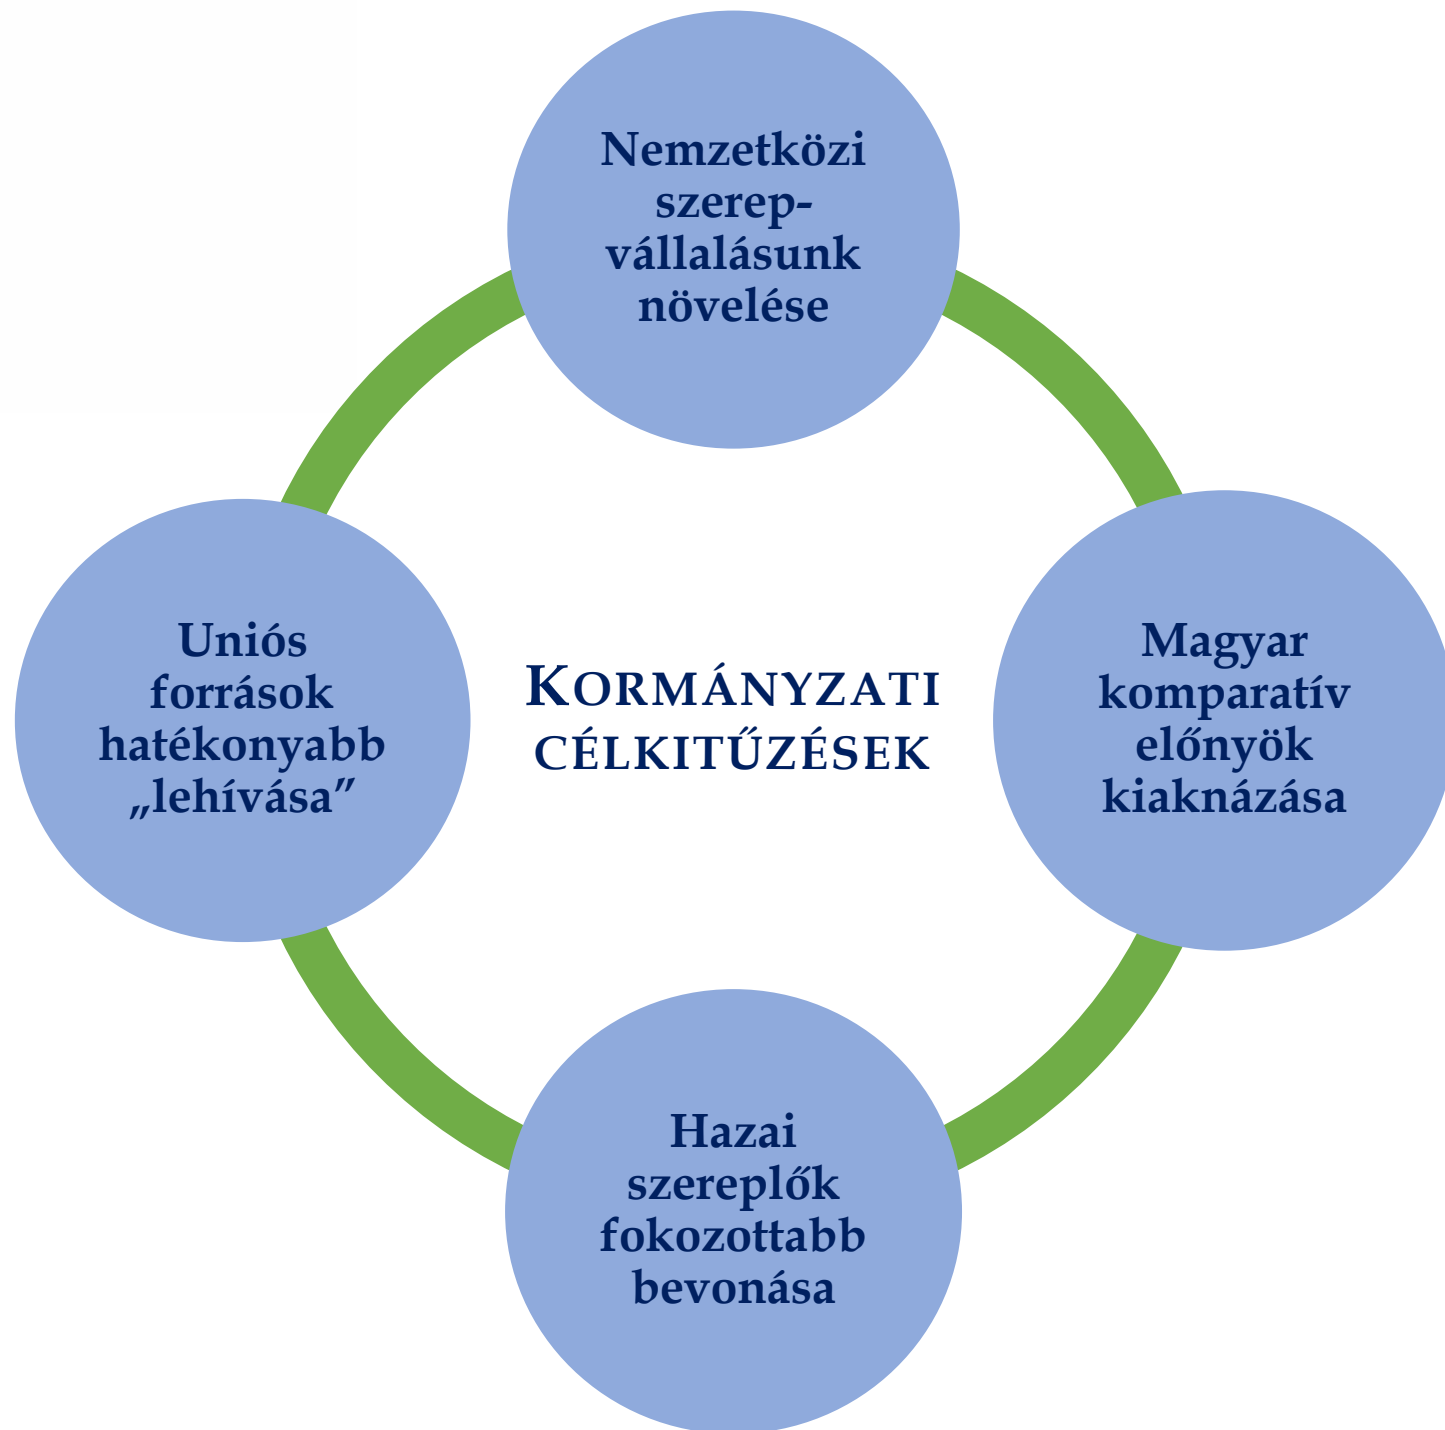 Nemzetközi
szerep-
vállalásunk
növelése
Uniós
források
hatékonyabb
„lehívása”
KORMÁNYZATI
CÉLKITŰZÉSEK
Magyar
komparatív
előnyök
kiaknázása
Hazai
szereplők
fokozottabb
bevonása